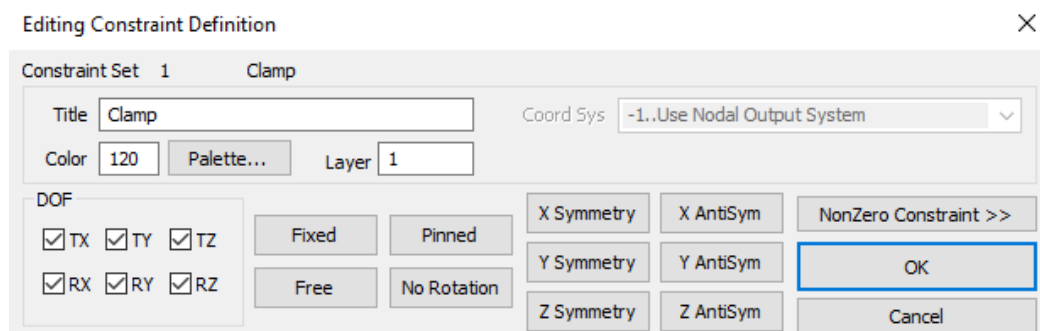 Editing Constraint Definition
Constraint Set 1 Clamp
Title Clamp Coord Sys -1..Use Nodal Output System
Color 120 Palette... Layer 1
DOF
TX TY TZ
RX RY RZ
Fixed Pinned
Free No Rotation
X Symmetry X AntiSym
Y Symmetry Y AntiSym
Z Symmetry Z AntiSym
NonZero Constraint >>
OK
Cancel